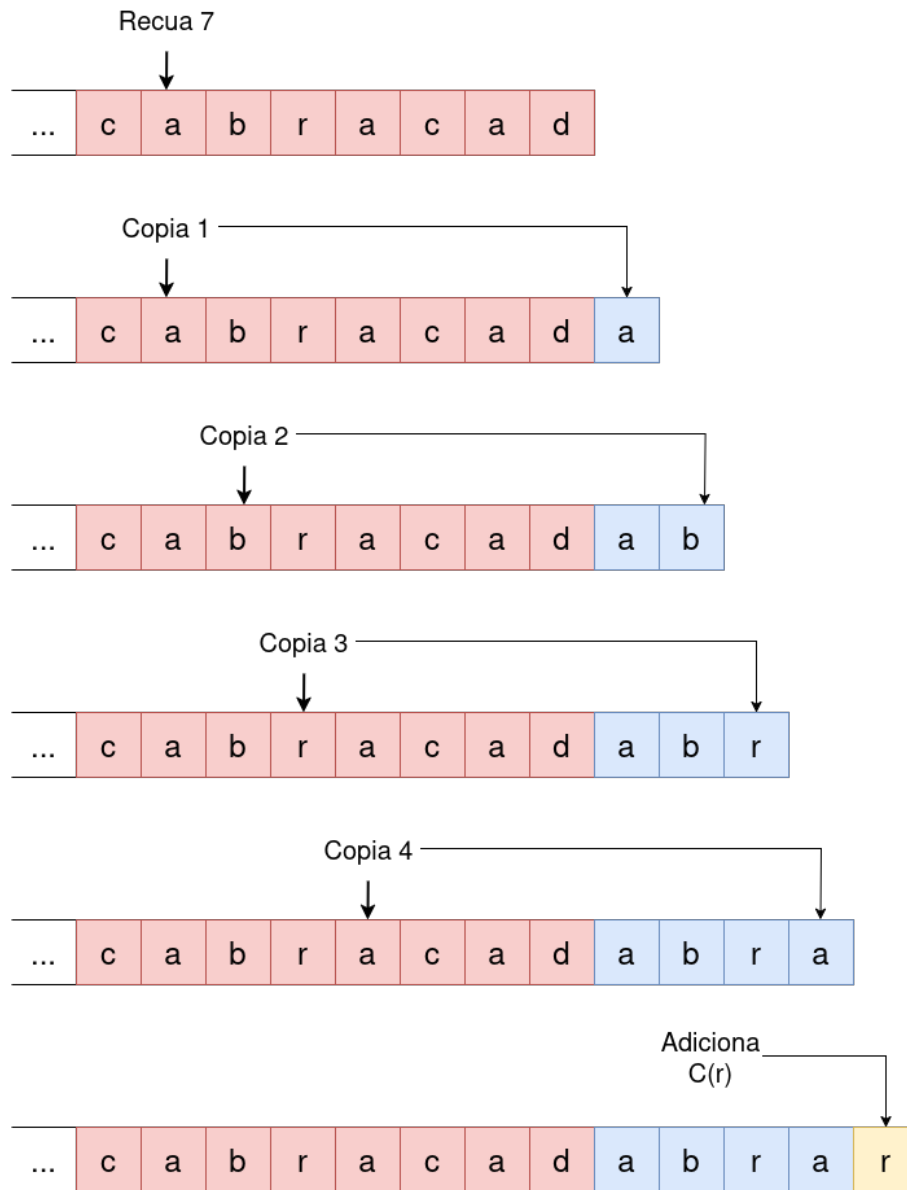 Recua 7
... c a b r a c a d
Copia 1
... c a b r a c a d a
Copia 2
... c a b r a c a d a b
Copia 3
... c a b r a c a d a b r
Copia 4
... c a b r a c a d a b r a
Adiciona
C(r)
... c a b r a c a d a b r a r